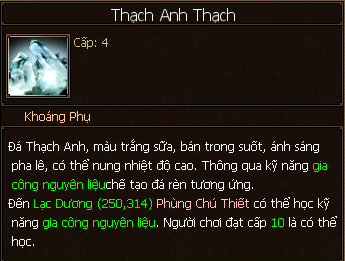 Thạch Anh Thạch
Cấp: 4
Khoáng Phụ
Đá Thạch Anh, màu trắng sữa, bán trong suốt, ánh sáng
pha lê, có thể nung nhiệt độ cao. Thông qua kỹ năng gia
công nguyên liệuchế tạo đá rèn tương ứng.
Đến Lạc Dương (250,314) Phùng Chú Thiết có thể học kỹ
năng gia công nguyên liệu. Người chơi đạt cấp 10 là có thể
học.